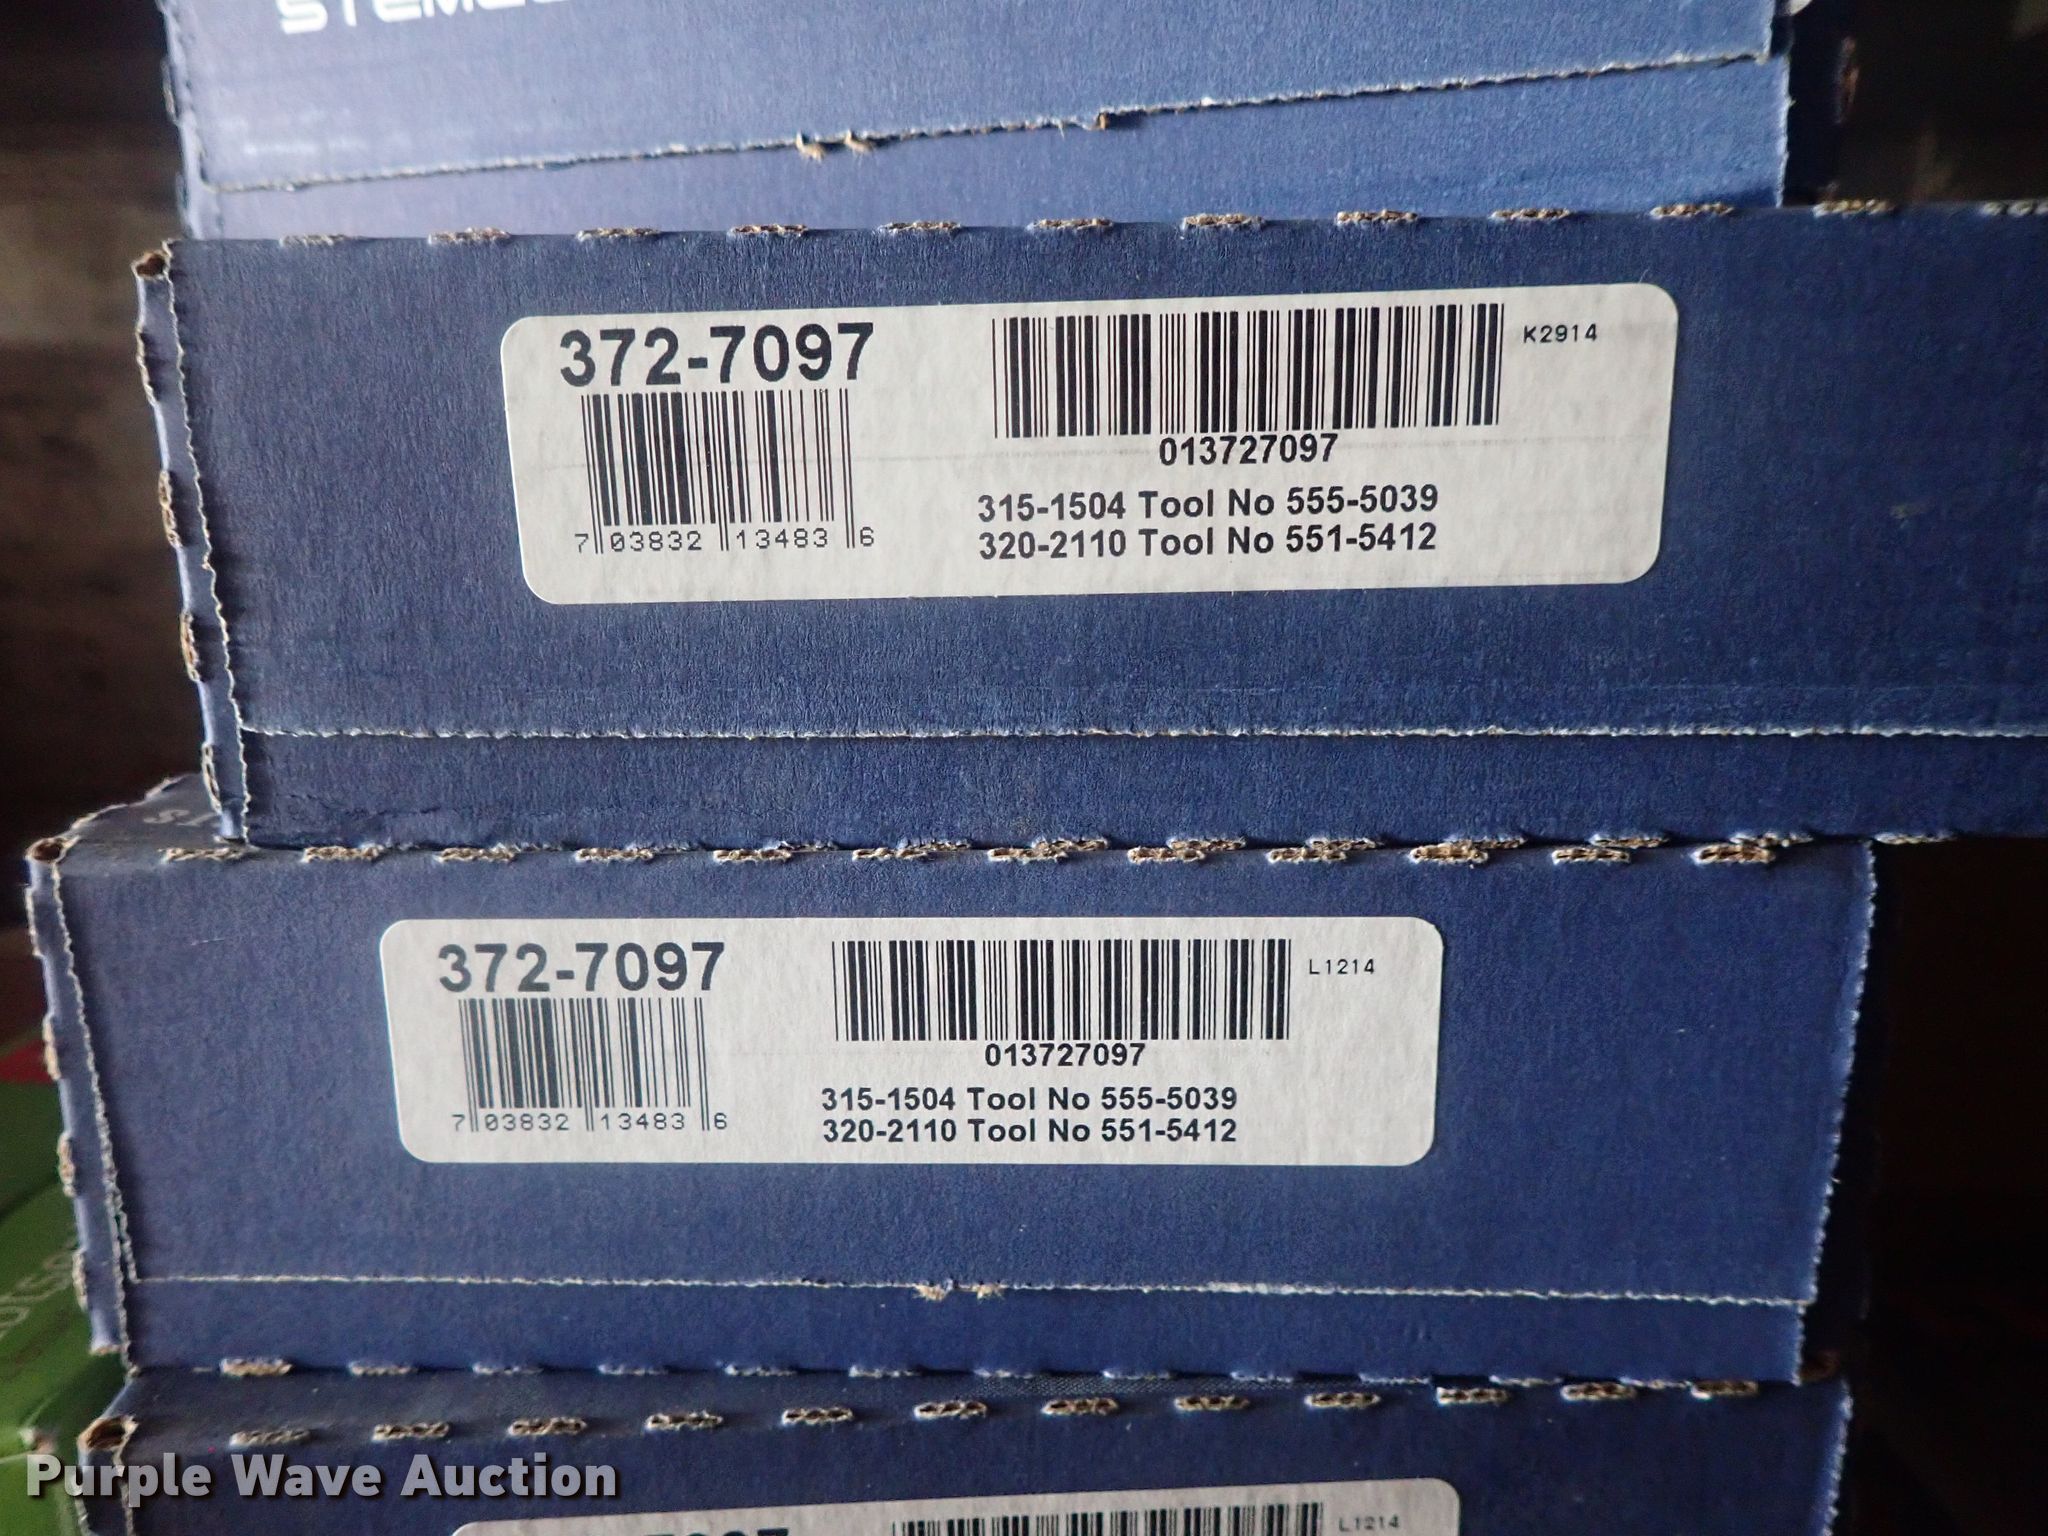 372-7097
K2914
013727097
7 03832 13483 6
315-1504 Tool No 555-5039
320-2110 Tool No 551-5412
372-7097
L1214
013727097
7 03832 13483 6
315-1504 Tool No 555-5039
320-2110 Tool No 551-5412
L1214
Purple Wave Auction